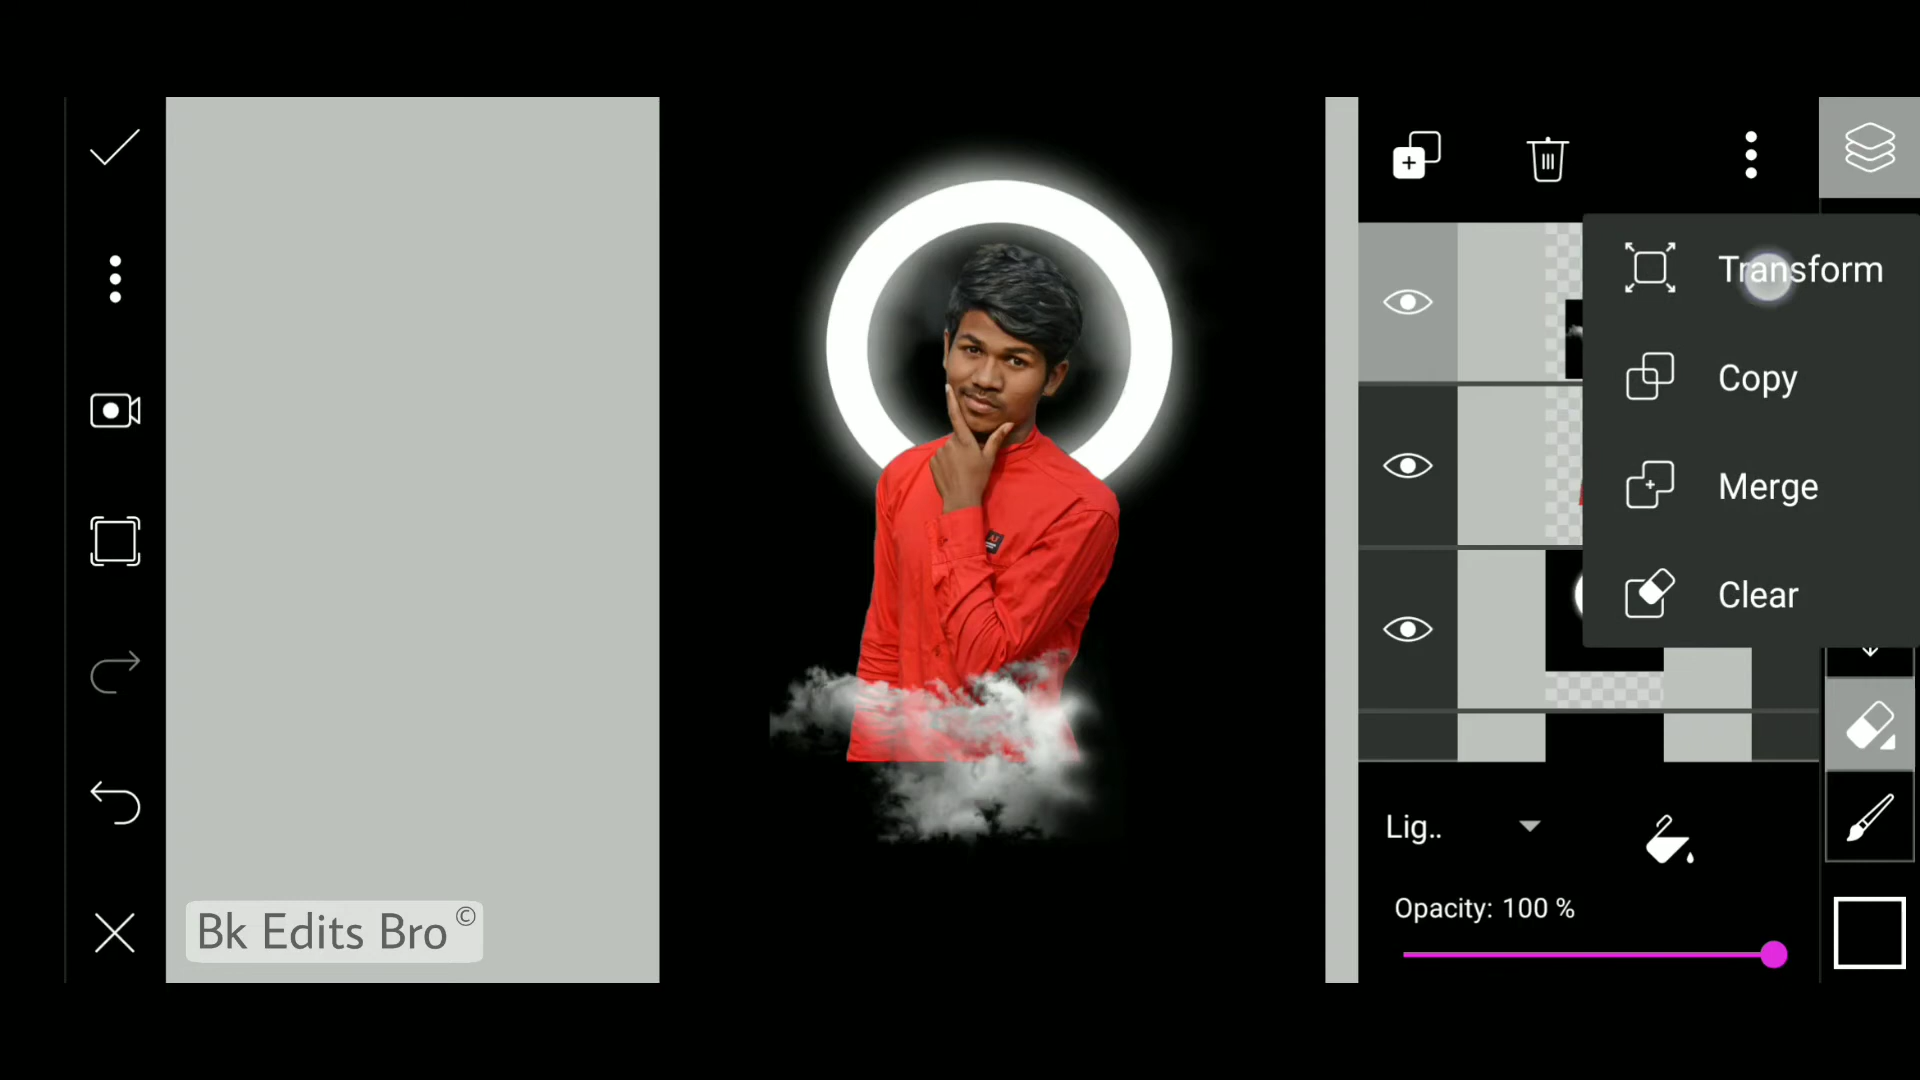 Transform
Copy
Merge
Clear
Lig..
Opacity: 100 %
Bk Edits Bro©